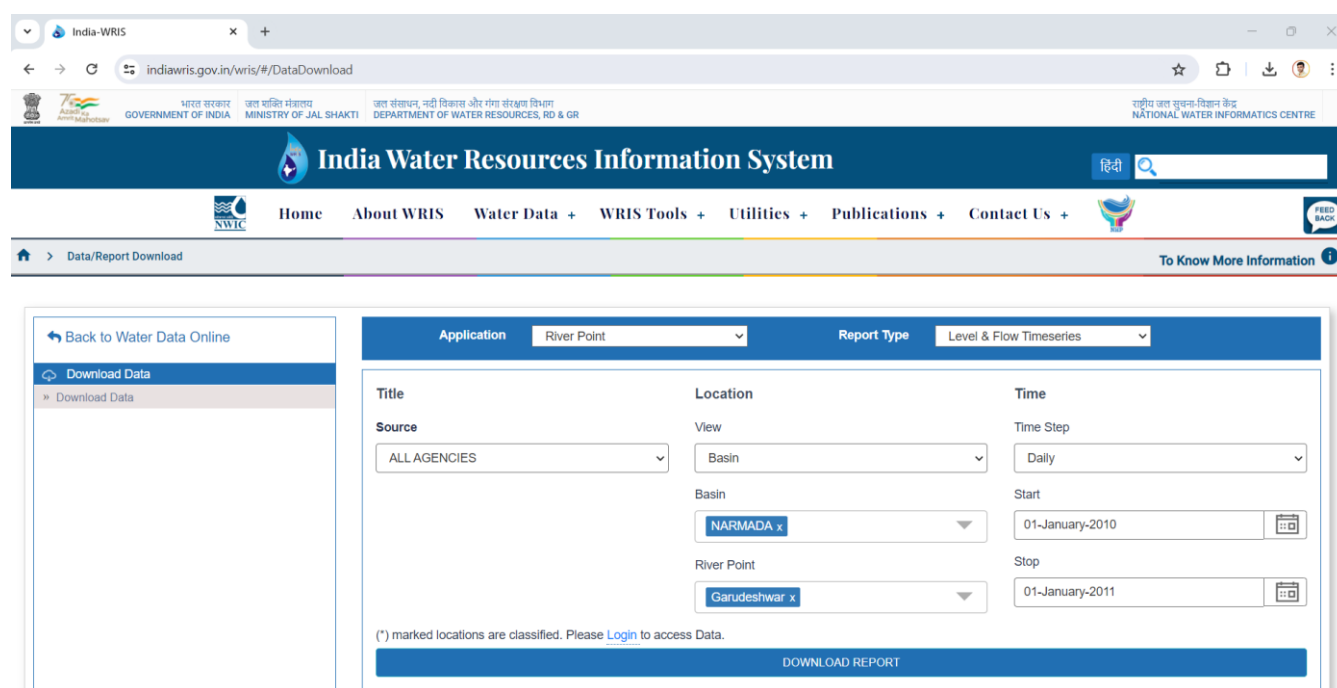 India-WRIS
indiawris.gov.in/wris/#/DataDownload
Azadi Ka Amrit Mahotsav
भारत सरकार
GOVERNMENT OF INDIA
जल शक्ति मंत्रालय
MINISTRY OF JAL SHAKTI
जल संसाधन, नदी विकास और गंगा संरक्षण विभाग
DEPARTMENT OF WATER RESOURCES, RD & GR
राष्ट्रीय जल सूचना-विज्ञान केंद्र
NATIONAL WATER INFORMATICS CENTRE
India Water Resources Information System
हिंदी
NWIC
Home About WRIS Water Data + WRIS Tools + Utilities + Publications + Contact Us +
FEED
BACK
> Data/Report Download
To Know More Information
Back to Water Data Online
Application River Point Report Type Level & Flow Timeseries
Download Data
» Download Data
Title Location Time
Source View Time Step
ALL AGENCIES Basin Daily
Basin Start
NARMADA x 01-January-2010
River Point Stop
Garudeshwar x 01-January-2011
(*) marked locations are classified. Please Login to access Data.
DOWNLOAD REPORT